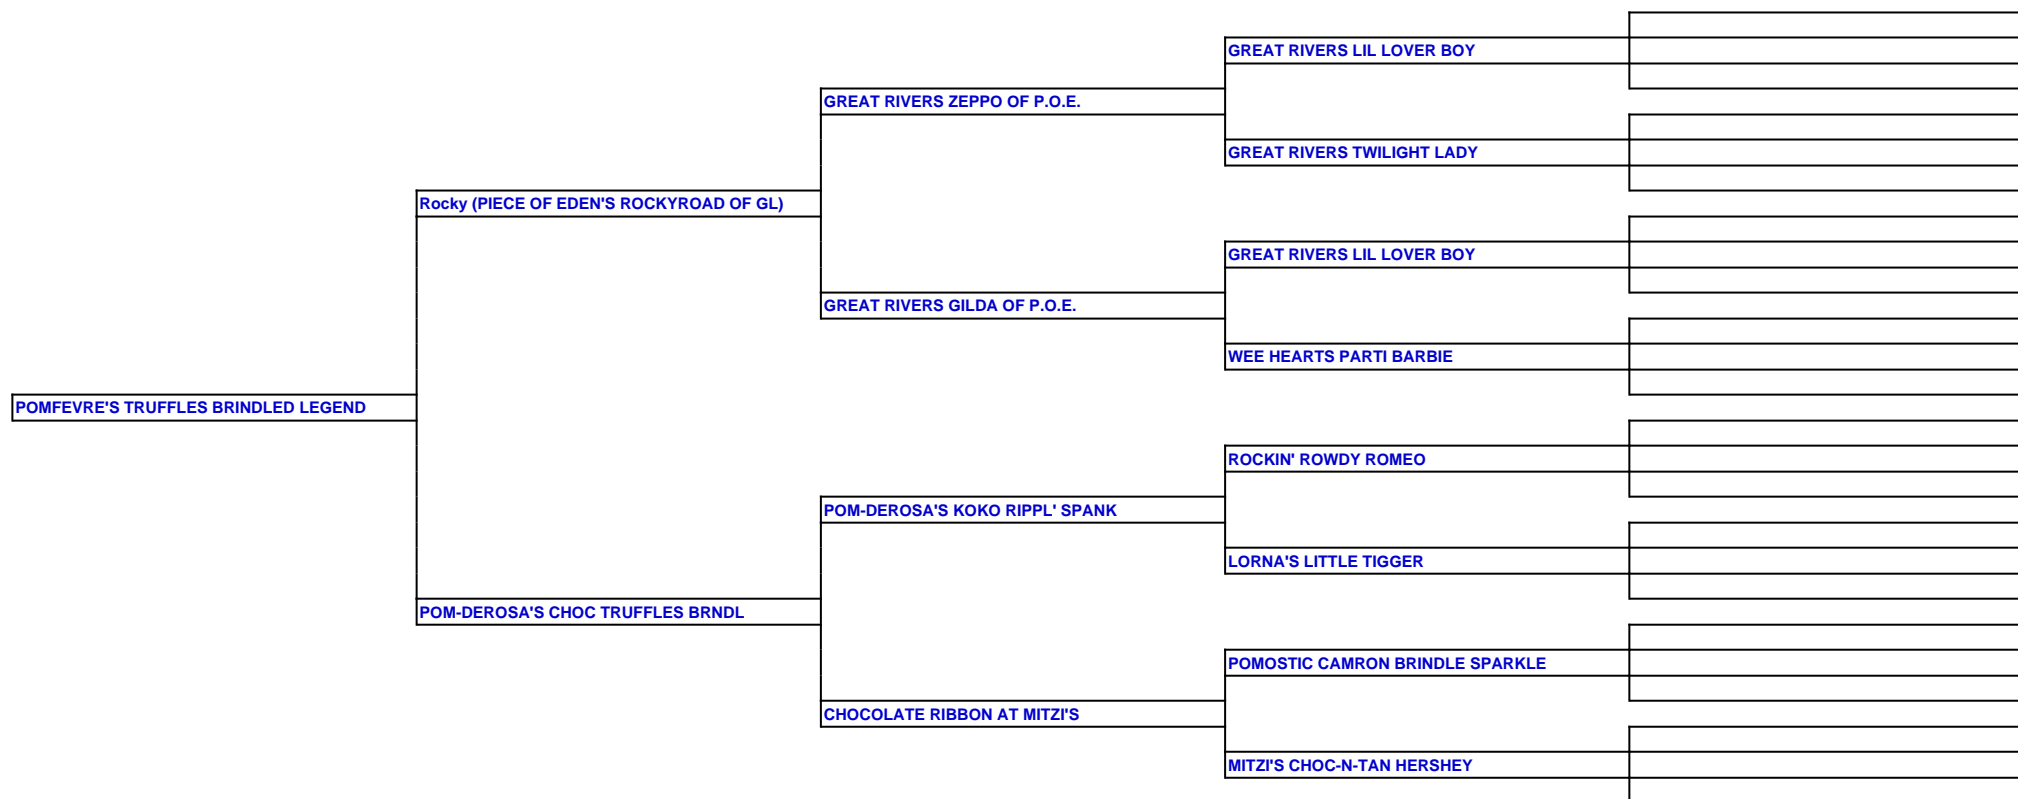 GREAT RIVERS LIL LOVER BOY
GREAT RIVERS ZEPPO OF P.O.E.
GREAT RIVERS TWILIGHT LADY
Rocky (PIECE OF EDEN'S ROCKYROAD OF GL)
GREAT RIVERS LIL LOVER BOY
GREAT RIVERS GILDA OF P.O.E.
WEE HEARTS PARTI BARBIE
POMFEVRE'S TRUFFLES BRINDLED LEGEND
ROCKIN' ROWDY ROMEO
POM-DEROSA'S KOKO RIPPL' SPANK
LORNA'S LITTLE TIGGER
POM-DEROSA'S CHOC TRUFFLES BRNDL
POMOSTIC CAMRON BRINDLE SPARKLE
CHOCOLATE RIBBON AT MITZI'S
MITZI'S CHOC-N-TAN HERSHEY